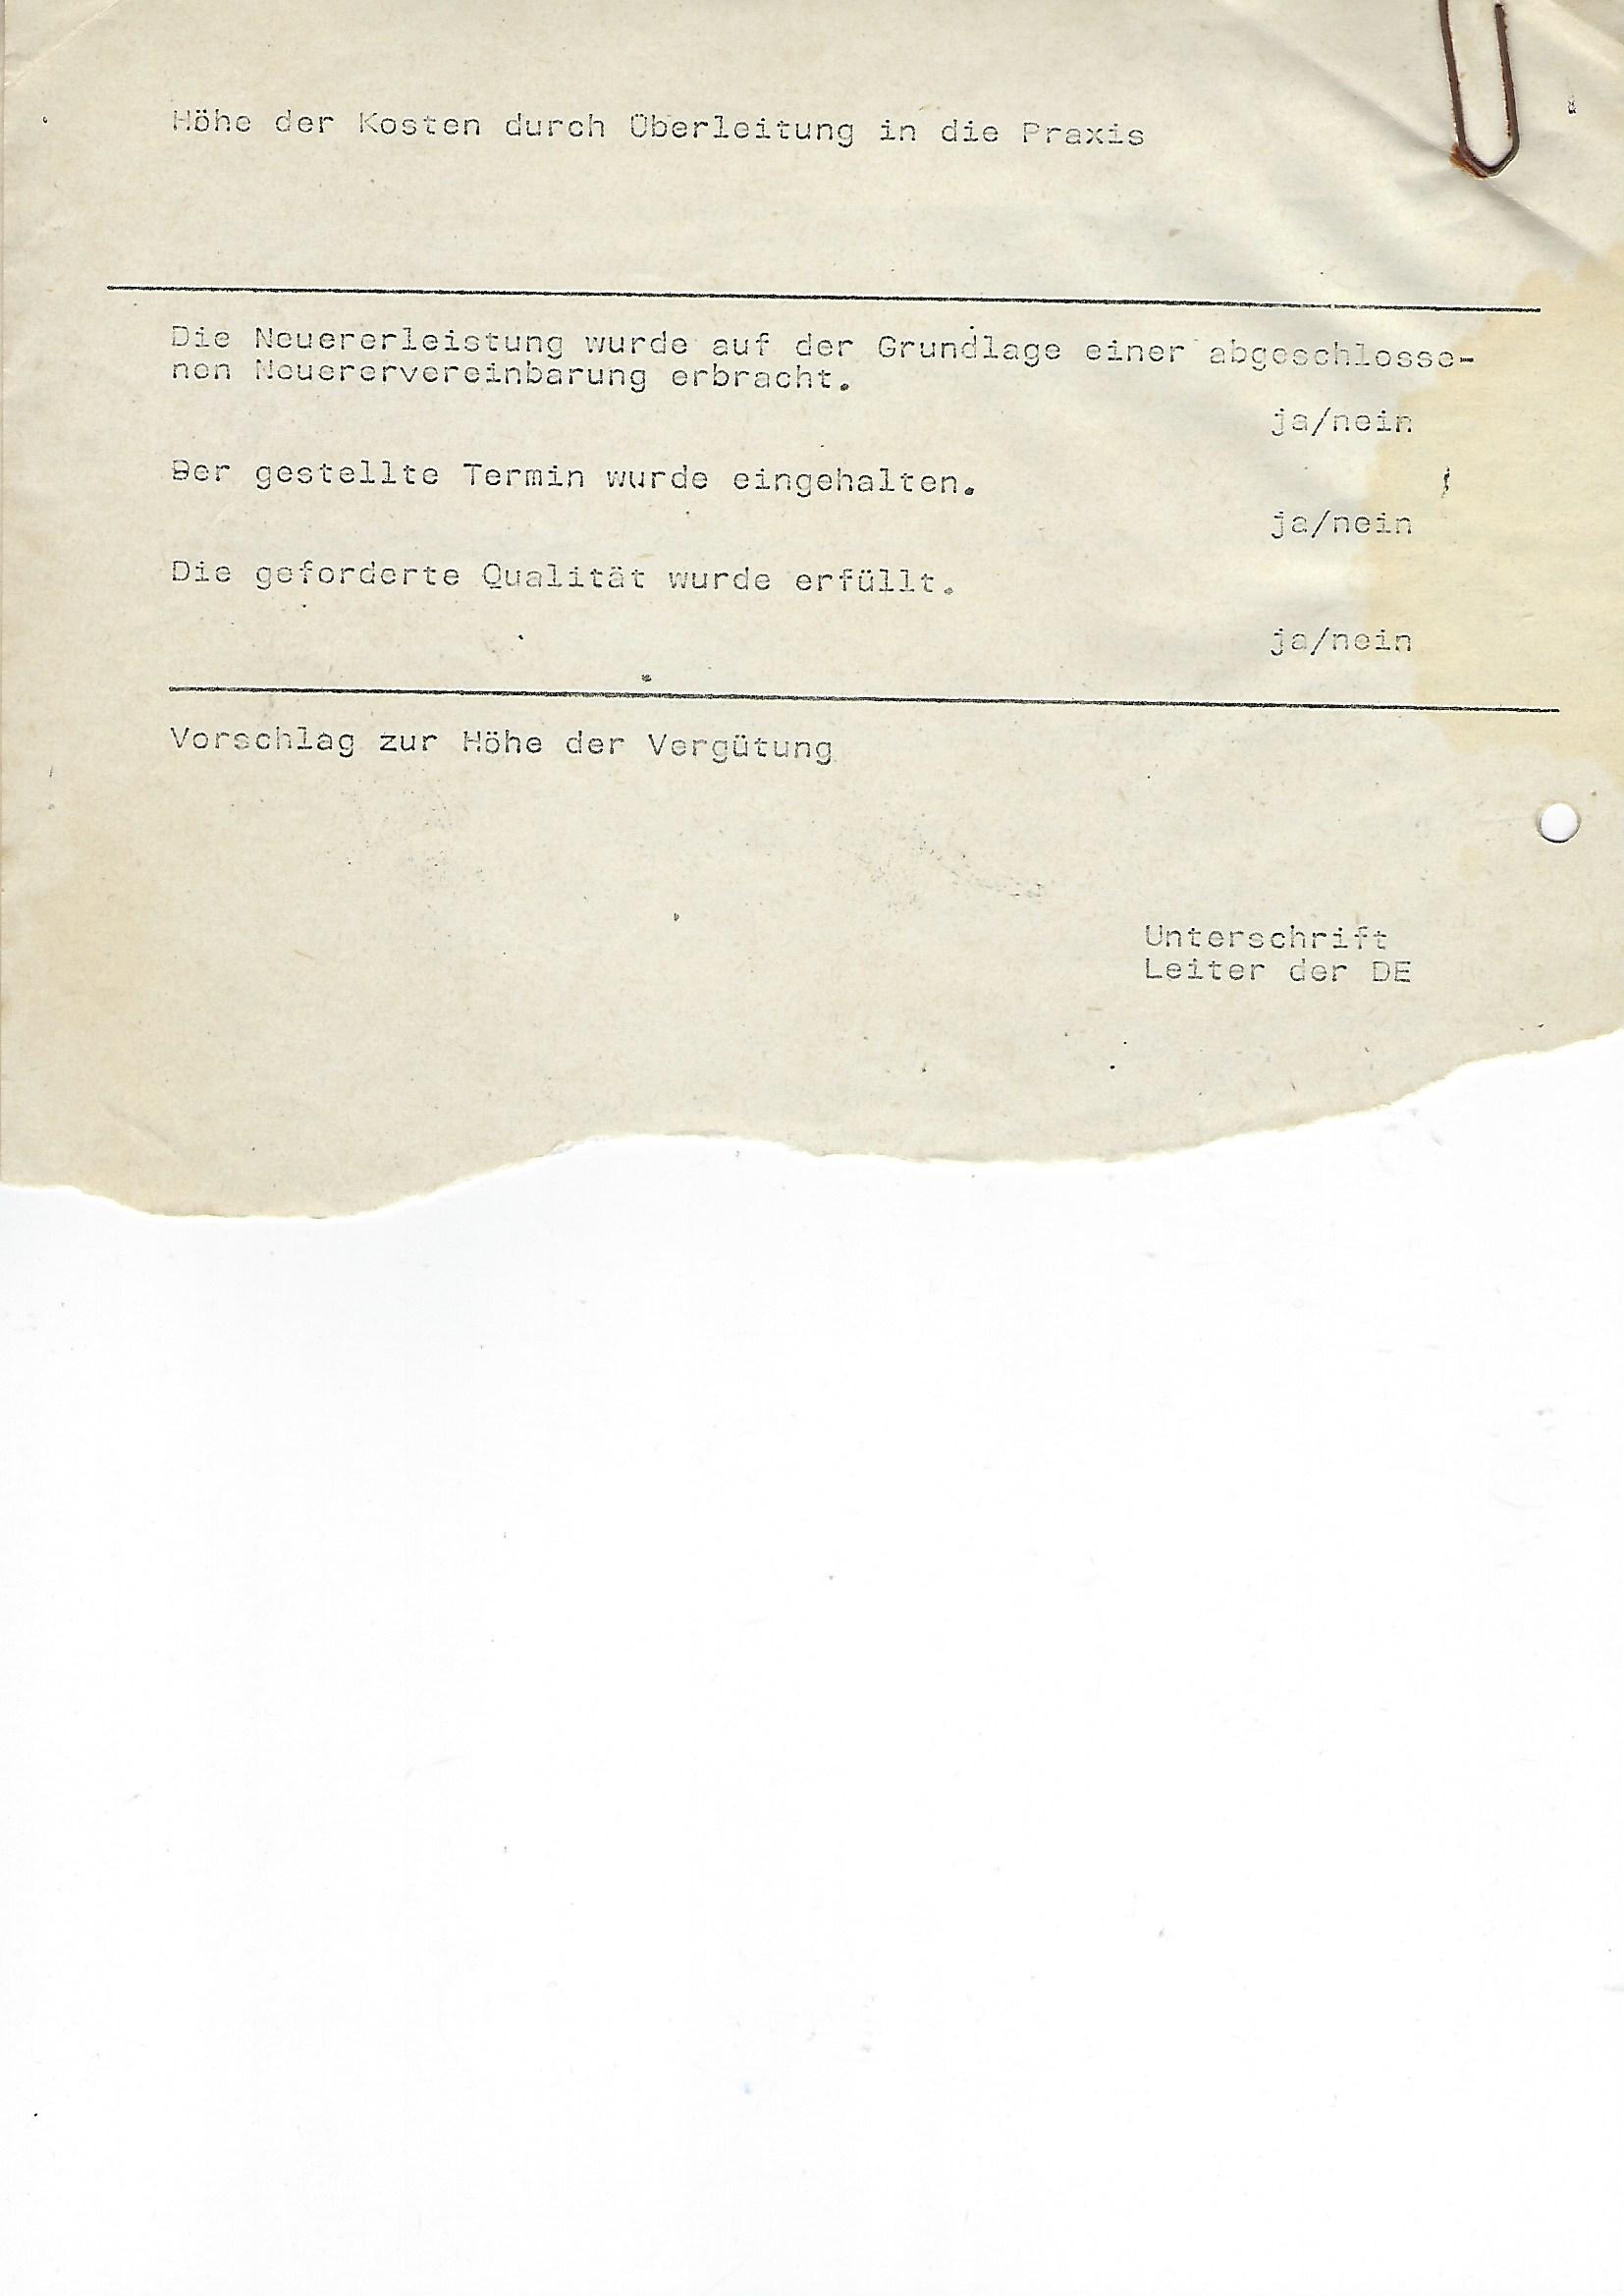 Höhe der Kosten durch Überleitung in die Praxis
Die Neuererleistung wurde auf der Grundlage einer abgeschlosse-
nen Neuerervereinbarung erbracht.
ja/nein
Der gestellte Termin wurde eingehalten.
ja/nein
Die geforderte Qualität wurde erfüllt.
ja/nein
Vorschlag zur Höhe der Vergütung
Unterschrift
Leiter der DE